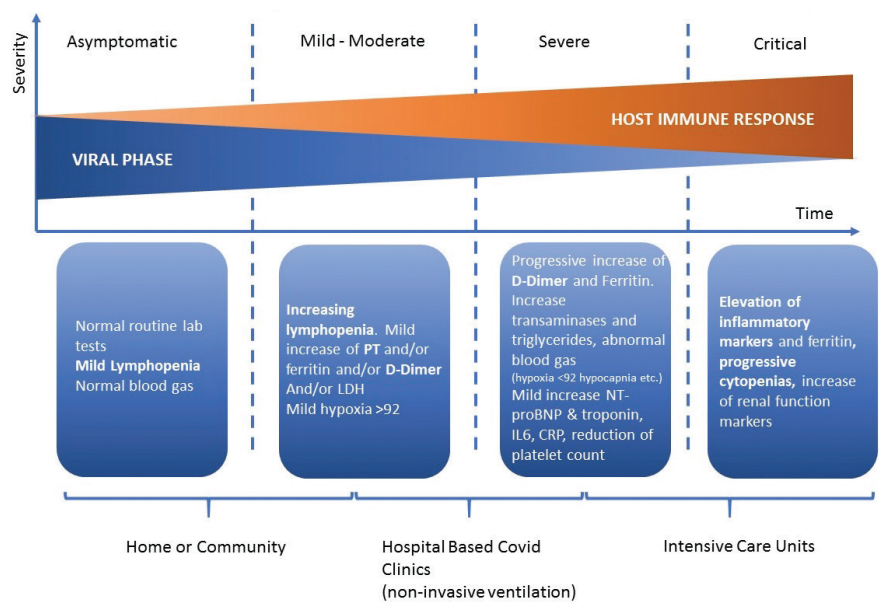 Severity
Asymptomatic
Mild - Moderate
Severe
Critical
HOST IMMUNE RESPONSE
VIRAL PHASE
Time
Normal routine lab
tests
Mild Lymphopenia
Normal blood gas
Increasing
lymphopenia. Mild
increase of PT and/or
ferritin and/or D-Dimer
And/or LDH
Mild hypoxia >92
Progressive increase of
D-Dimer and Ferritin.
Increase
transaminases and
triglycerides, abnormal
blood gas
(hypoxia <92 hypocapnia etc.)
Mild increase NT-
proBNP & troponin,
IL6, CRP, reduction of
platelet count
Elevation of
inflammatory
markers and ferritin,
progressive
cytopenias, increase
of renal function
markers
Home or Community
Hospital Based Covid
Clinics
(non-invasive ventilation)
Intensive Care Units